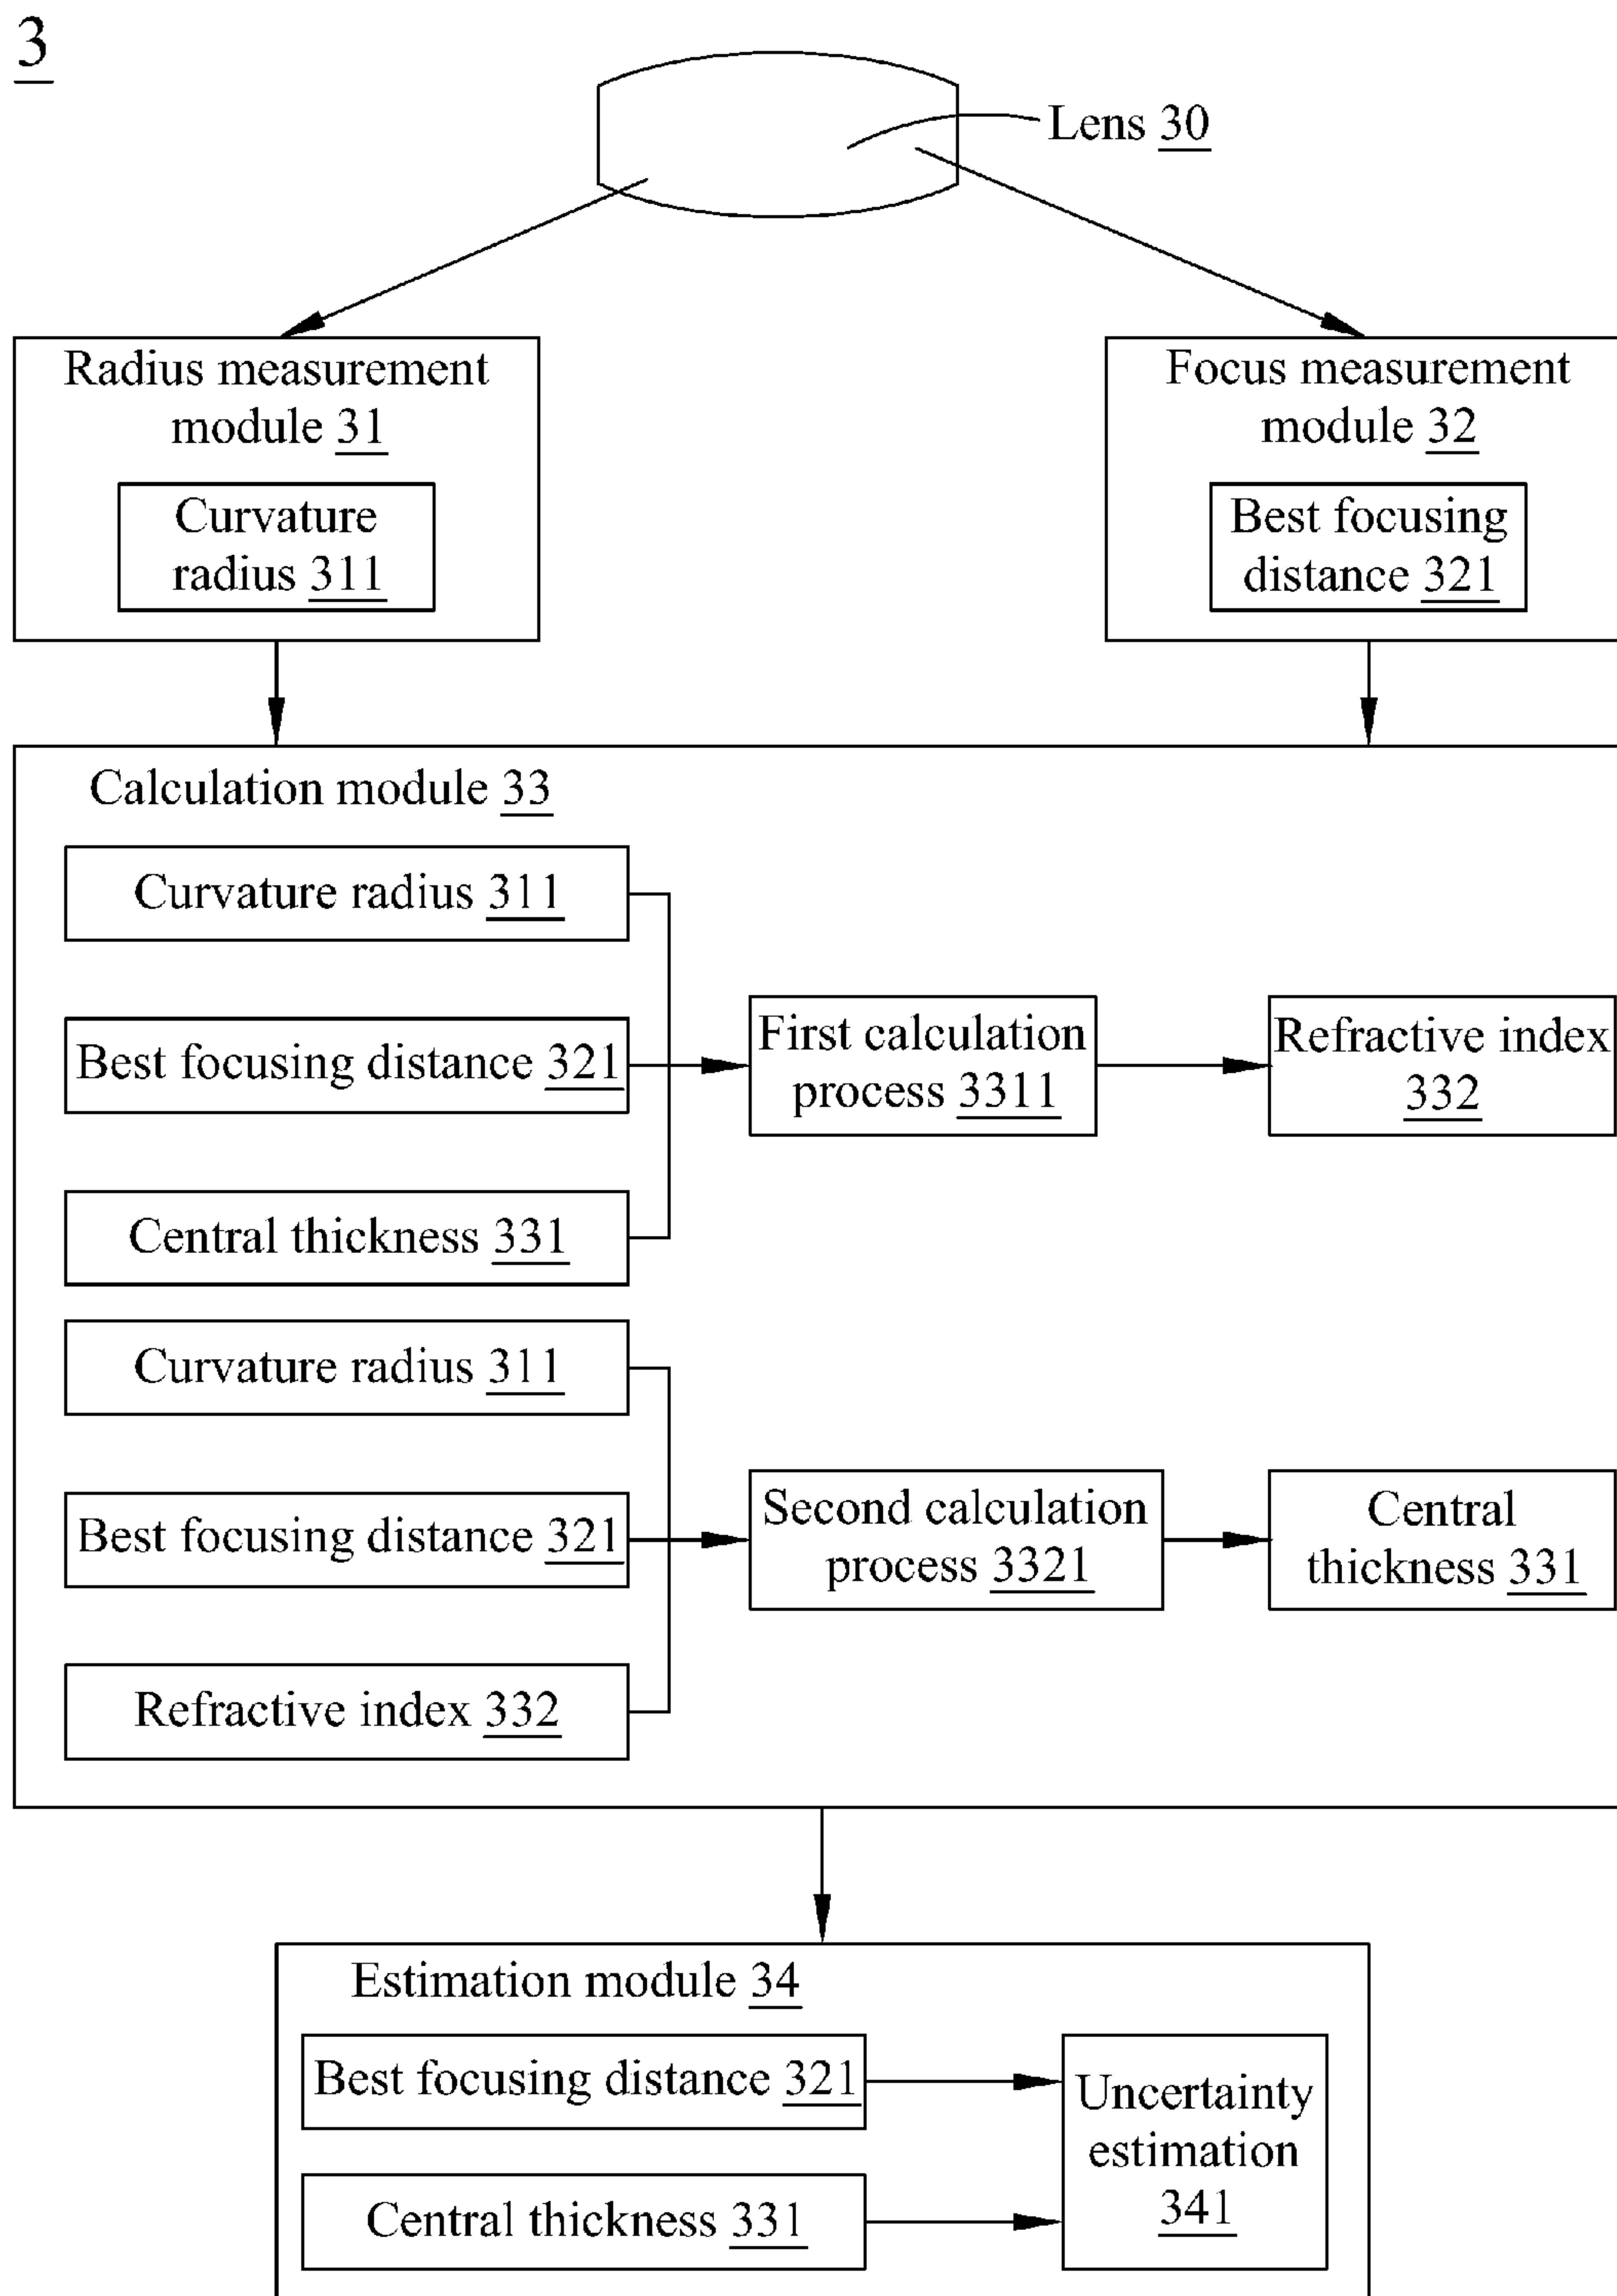 3
Lens 30
Radius measurement
module 31
Curvature
radius 311
Focus measurement
module 32
Best focusing
distance 321
Calculation module 33
Curvature radius 311
Best focusing distance 321
Central thickness 331
First calculation
process 3311
Refractive index
332
Curvature radius 311
Best focusing distance 321
Refractive index 332
Second calculation
process 3321
Central
thickness 331
Estimation module 34
Best focusing distance 321
Central thickness 331
Uncertainty
estimation
341